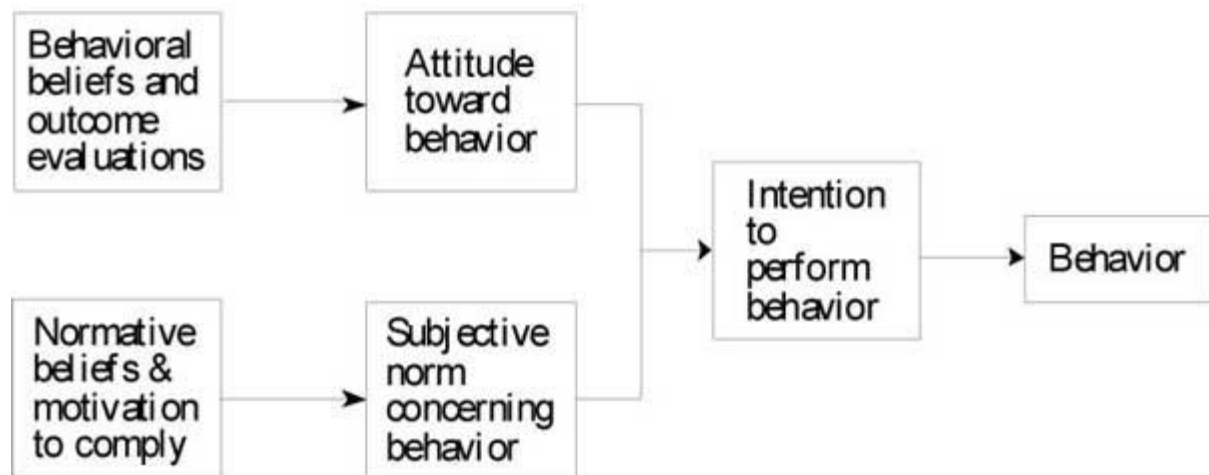 Behavioral
beliefs and
outcome
evaluations
Attitude
toward
behavior
Normative
beliefs &
motivation
to comply
Subjective
norm
concerning
behavior
Intention
to
perform
behavior
Behavior